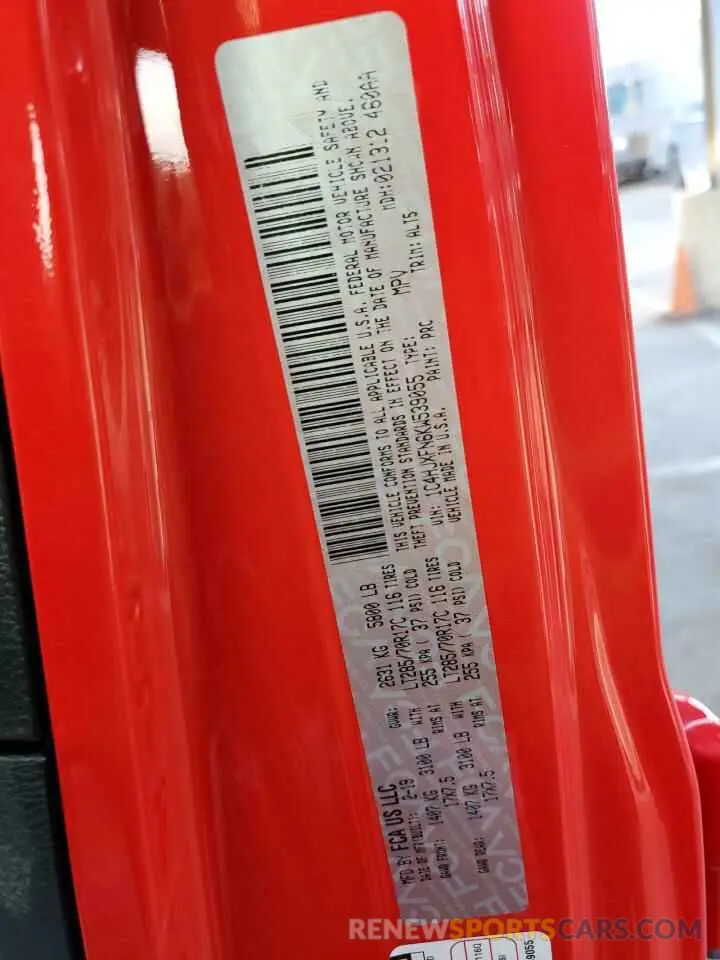 MFD BY FCA US LLC
DATE OF MFT(BUILT): 2-19 GVWR: 2631 KG 5800 LB
GAWR FRONT: 1407 KG 3100 LB WITH LT285/70R17C 116 TIRES
17X7.5 RIMS AT 255 KPA ( 37 PSI) COLD
GAWR REAR: 1407 KG 3100 LB WITH LT285/70R17C 116 TIRES
17X7.5 RIMS AT 255 KPA ( 37 PSI) COLD
THIS VEHICLE CONFORMS TO ALL APPLICABLE U.S.A. FEDERAL MOTOR VEHICLE SAFETY AND
THEFT PREVENTION STANDARDS IN EFFECT ON THE DATE OF MANUFACTURE SHOWN ABOVE.
VIN: 1C4HJXFN6KW539055 TYPE: MPV MDH:021312 460AA
VEHICLE MADE IN U.S.A. PAINT: PRC TRIM:ALTS
9055
RENEWSPORTSCARS.COM